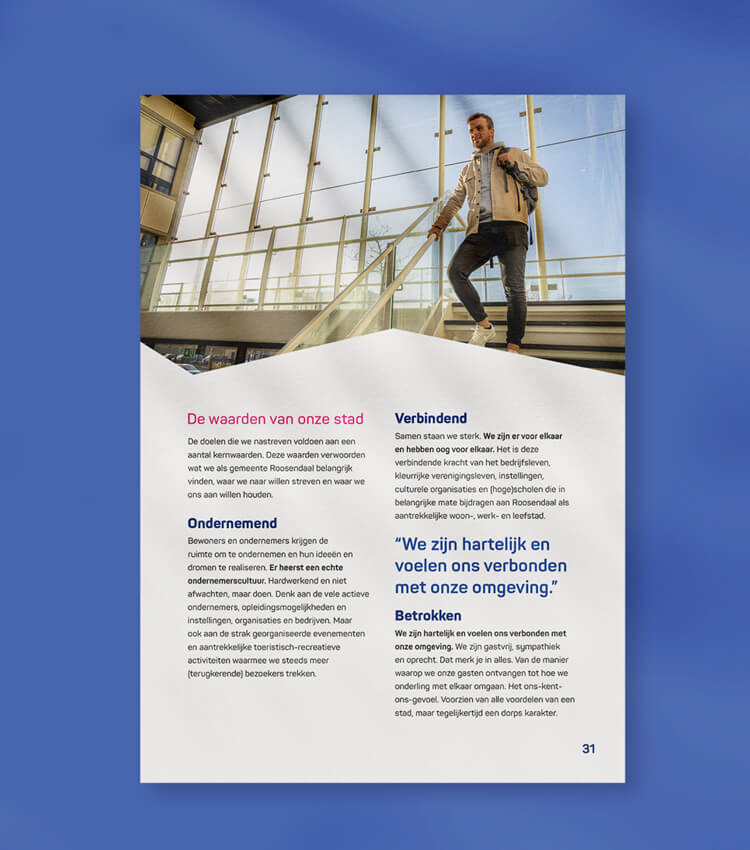 De waarden van onze stad
De doelen die we nastreven voldoen aan een
aantal kernwaarden. Deze waarden verwoorden
wat we als gemeente Roosendaal belangrijk
vinden, waar we naar willen streven en waar we
ons aan willen houden.
Ondernemend
Bewoners en ondernemers krijgen de
ruimte om te ondernemen en hun ideeën en
dromen te realiseren. Er heerst een echte
ondernemerscultuur. Hardwerkend en niet
afwachten, maar doen. Denk aan de vele actieve
ondernemers, opleidingsmogelijkheden en
instellingen, organisaties en bedrijven. Maar
ook aan de strak georganiseerde evenementen
en aantrekkelijke toeristisch-recreatieve
activiteiten waarmee we steeds meer
(terugkerende) bezoekers trekken.
Verbindend
Samen staan we sterk. We zijn er voor elkaar
en hebben oog voor elkaar. Het is deze
verbindende kracht van het bedrijfsleven,
kleurrijke verenigingsleven, instellingen,
culturele organisaties en (hoge)scholen die in
belangrijke mate bijdragen aan Roosendaal als
aantrekkelijke woon-, werk- en leefstad.
“We zijn hartelijk en
voelen ons verbonden
met onze omgeving.”
Betrokken
We zijn hartelijk en voelen ons verbonden met
onze omgeving. We zijn gastvrij, sympathiek
en oprecht. Dat merk je in alles. Van de manier
waarop we onze gasten ontvangen tot hoe we
onderling met elkaar omgaan. Het ons-kent-
ons-gevoel. Voorzien van alle voordelen van een
stad, maar tegelijkertijd een dorps karakter.
31